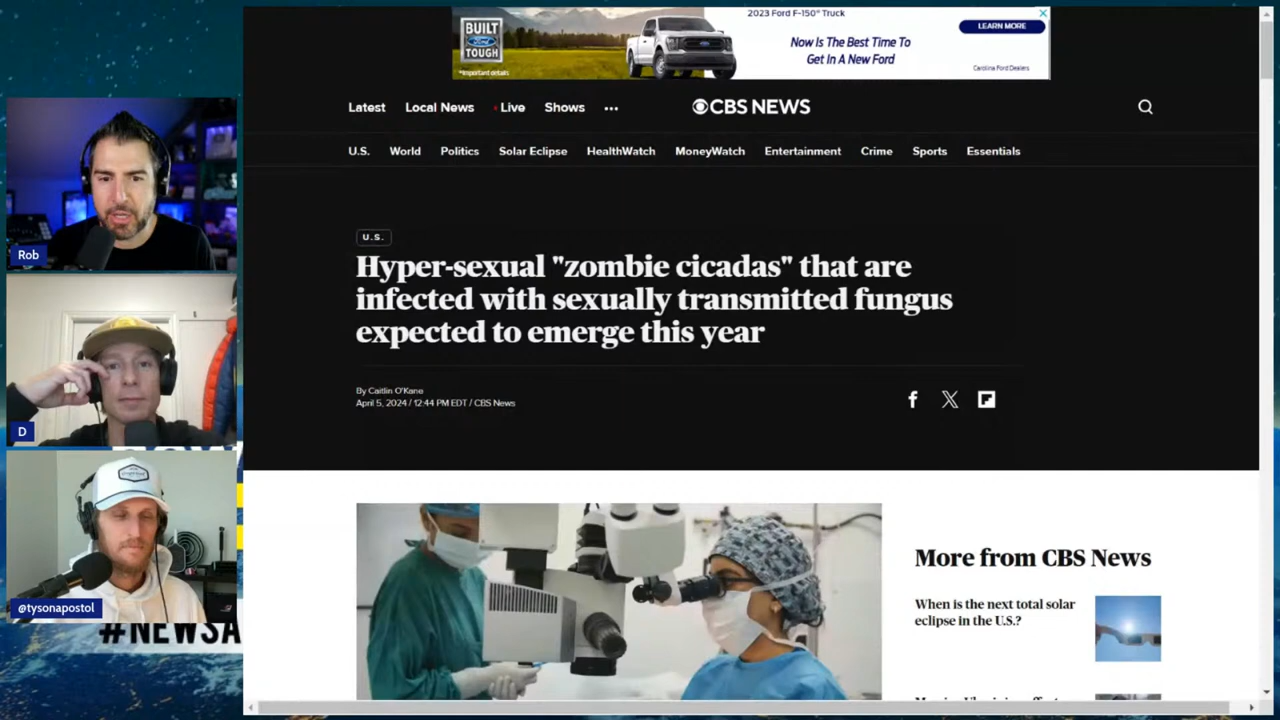 2023 Ford F-150® Truck
BUILT
Ford
TOUGH
Now Is The Best Time To
Get In A New Ford
LEARN MORE
*Important details
Carolina Ford Dealers
Latest Local News Live Shows ...
CBS NEWS
U.S. World Politics Solar Eclipse HealthWatch MoneyWatch Entertainment Crime Sports Essentials
U.S.
Hyper-sexual "zombie cicadas" that are
infected with sexually transmitted fungus
expected to emerge this year
By Caitlin O'Kane
April 5, 2024 / 12:44 PM EDT / CBS News
More from CBS News
When is the next total solar
eclipse in the U.S.?
Rob
D
@tysonapostol
#NEWSA